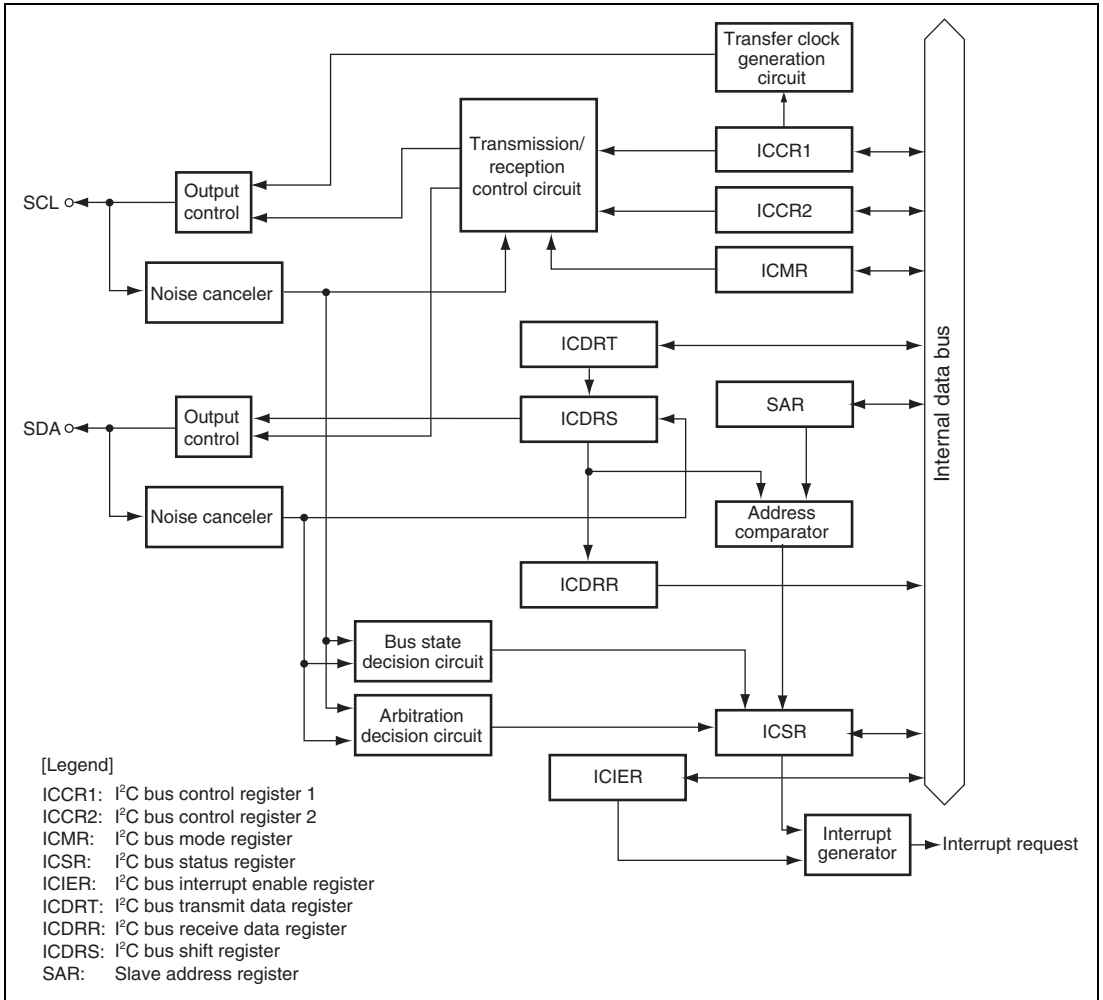 Transfer clock
generation
circuit
Transmission/
reception
control circuit
ICCR1
ICCR2
ICMR
SCL
Output
control
Noise canceler
ICDRT
ICDRS
SAR
SDA
Output
control
Noise canceler
Address
comparator
ICDRR
Internal data bus
Bus state
decision circuit
Arbitration
decision circuit
ICSR
ICIER
Interrupt
generator
Interrupt request
[Legend]
ICCR1: I²C bus control register 1
ICCR2: I²C bus control register 2
ICMR: I²C bus mode register
ICSR: I²C bus status register
ICIER: I²C bus interrupt enable register
ICDRT: I²C bus transmit data register
ICDRR: I²C bus receive data register
ICDRS: I²C bus shift register
SAR: Slave address register